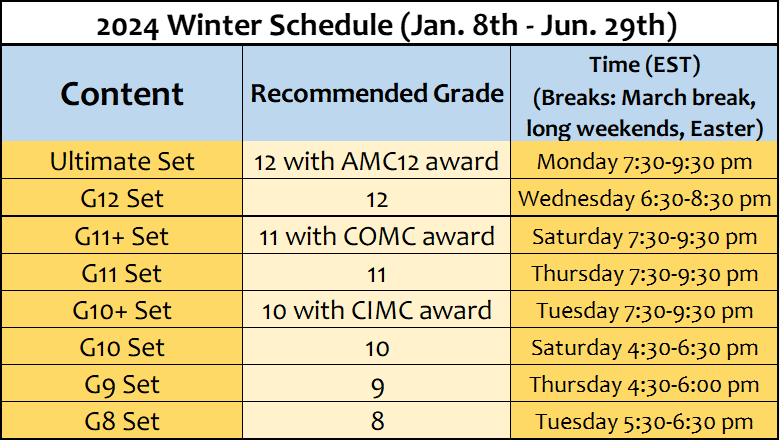 2024 Winter Schedule (Jan. 8th - Jun. 29th)
Content Recommended Grade Time (EST)
(Breaks: March break,
long weekends, Easter)
Ultimate Set 12 with AMC12 award Monday 7:30-9:30 pm
G12 Set 12 Wednesday 6:30-8:30 pm
G11+ Set 11 with COMC award Saturday 7:30-9:30 pm
G11 Set 11 Thursday 7:30-9:30 pm
G10+ Set 10 with CIMC award Tuesday 7:30-9:30 pm
G10 Set 10 Saturday 4:30-6:30 pm
G9 Set 9 Thursday 4:30-6:00 pm
G8 Set 8 Tuesday 5:30-6:30 pm